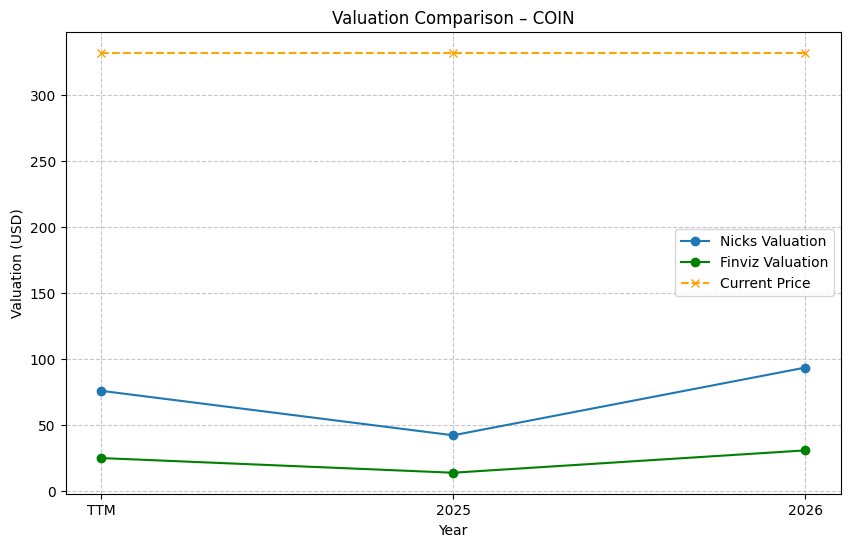 Valuation Comparison – COIN
Valuation (USD)
300
250
200
150
100
50
0
Nicks Valuation
Finviz Valuation
Current Price
TTM
2025
2026
Year